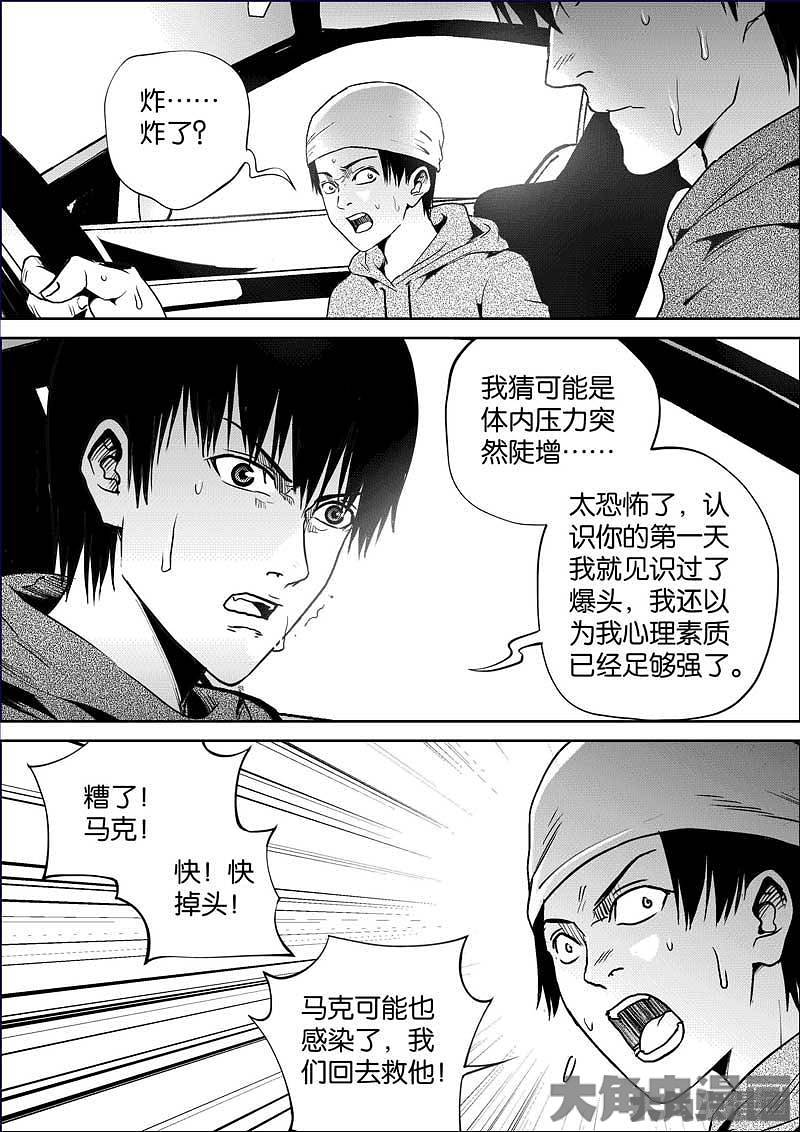 炸……
炸了？
我猜可能是
体内压力突
然陡增……
太恐怖了，认
识你的第一天
我就见识过了
爆头，我还以
为我心理素质
已经足够强了。
糟了！
马克！
快！快
掉头！
马克可能也
感染了，我
们回去救他！
大角虫漫画